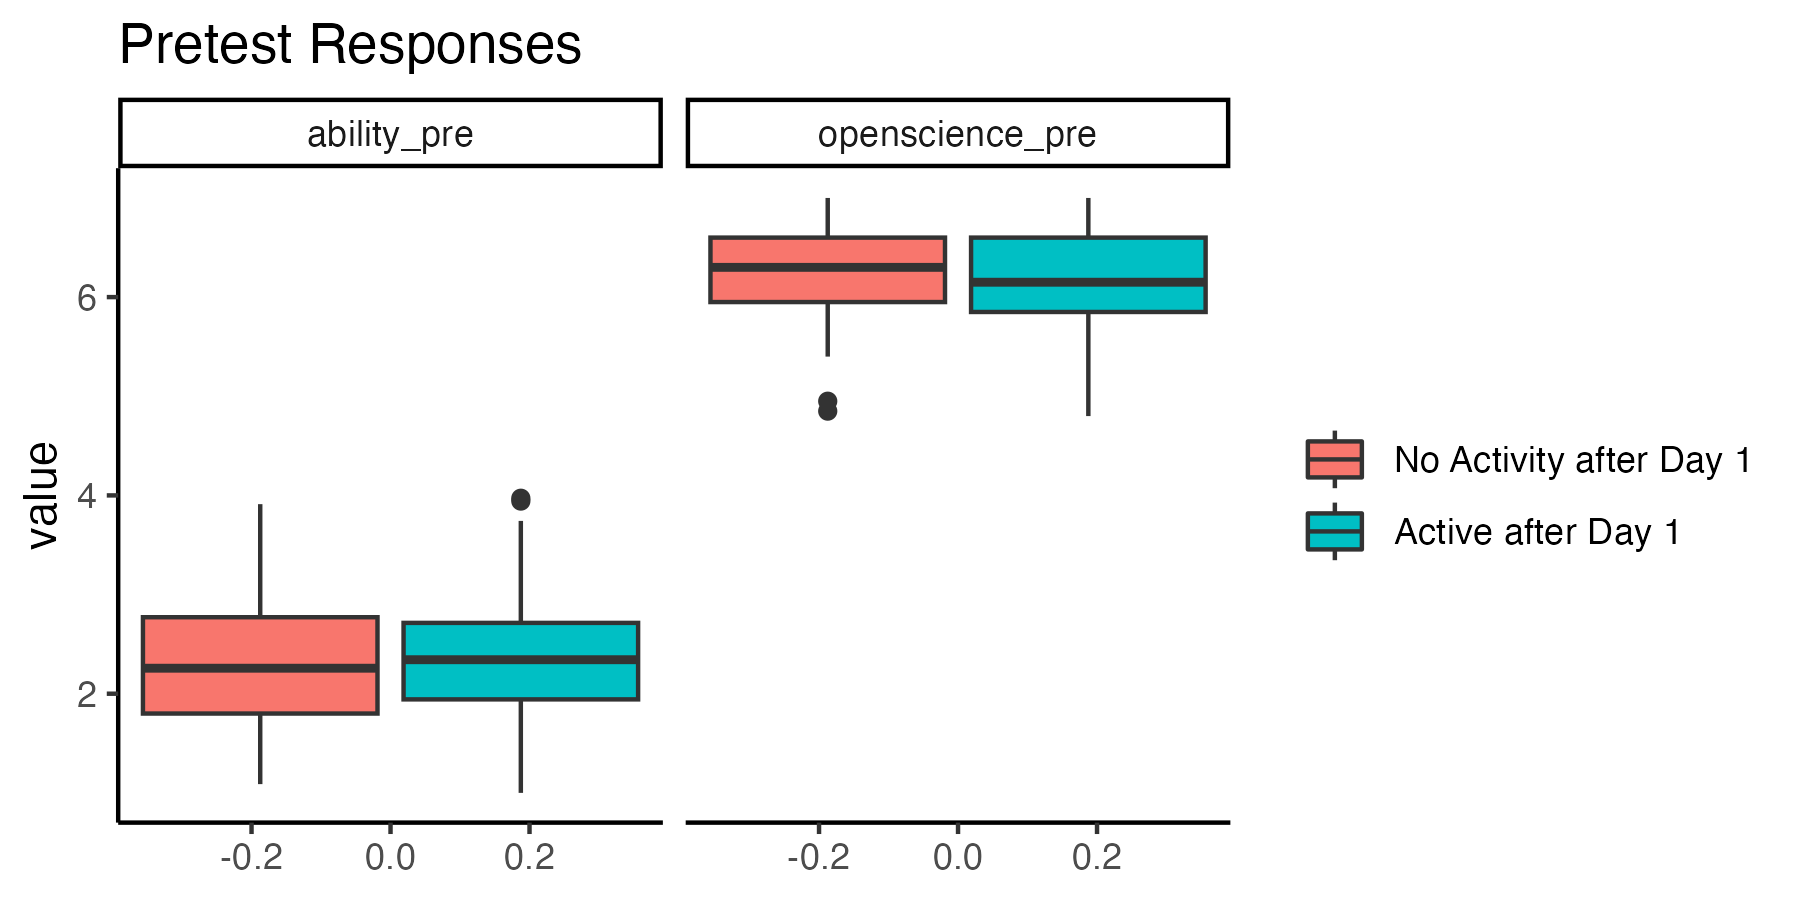 Pretest Responses
ability_pre
openscience_pre
value
6
4
2
-0.2
0.0
0.2
-0.2
0.0
0.2
No Activity after Day 1
Active after Day 1